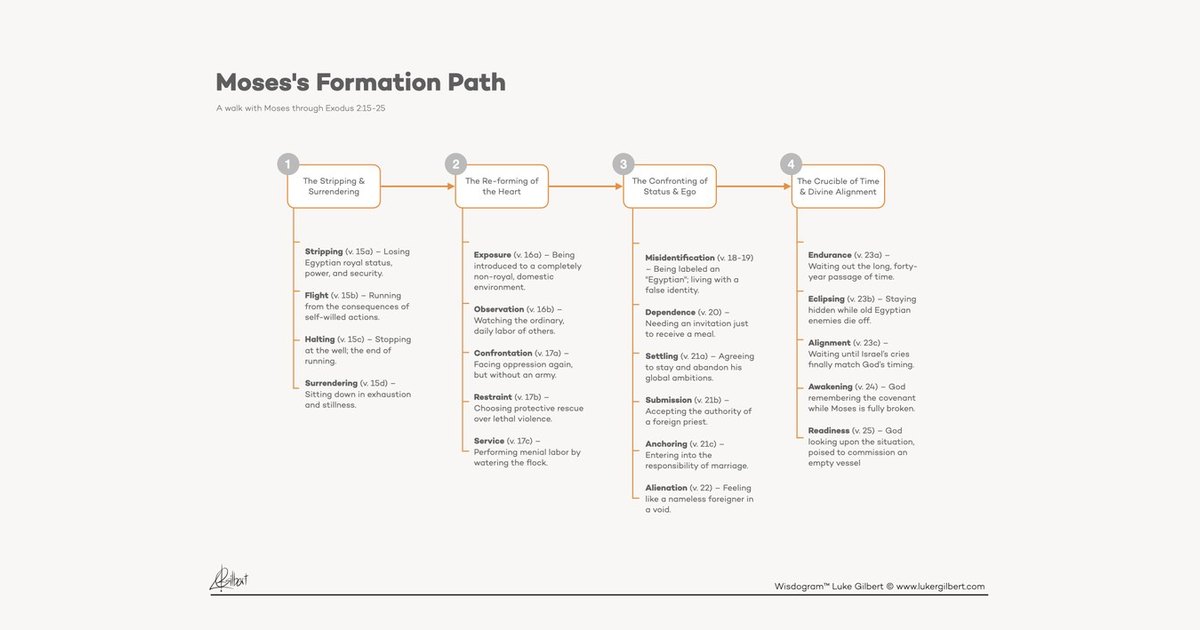 Moses's Formation Path
A walk with Moses through Exodus 2:15-25
1
The Stripping &
Surrendering
Stripping (v. 15a) – Losing
Egyptian royal status,
power, and security.
Flight (v. 15b) – Running
from the consequences of
self-willed actions.
Halting (v. 15c) – Stopping
at the well; the end of
running.
Surrendering (v. 15d) –
Sitting down in exhaustion
and stillness.
2
The Re-forming of
the Heart
Exposure (v. 16a) – Being
introduced to a completely
non-royal, domestic
environment.
Observation (v. 16b) –
Watching the ordinary,
daily labor of others.
Confrontation (v. 17a) –
Facing oppression again,
but without an army.
Restraint (v. 17b) –
Choosing protective rescue
over lethal violence.
Service (v. 17c) –
Performing menial labor by
watering the flock.
3
The Confronting of
Status & Ego
Misidentification (v. 18-19)
– Being labeled an
"Egyptian"; living with a
false identity.
Dependence (v. 20) –
Needing an invitation just
to receive a meal.
Settling (v. 21a) – Agreeing
to stay and abandon his
global ambitions.
Submission (v. 21b) –
Accepting the authority of
a foreign priest.
Anchoring (v. 21c) –
Entering into the
responsibility of marriage.
Alienation (v. 22) – Feeling
like a nameless foreigner in
a void.
4
The Crucible of Time
& Divine Alignment
Endurance (v. 23a) –
Waiting out the long, forty-
year passage of time.
Eclipsing (v. 23b) – Staying
hidden while old Egyptian
enemies die off.
Alignment (v. 23c) –
Waiting until Israel's cries
finally match God's timing.
Awakening (v. 24) – God
remembering the covenant
while Moses is fully broken.
Readiness (v. 25) – God
looking upon the situation,
poised to commission an
empty vessel
Gilbert
Wisdogram™ Luke Gilbert © www.lukergilbert.com